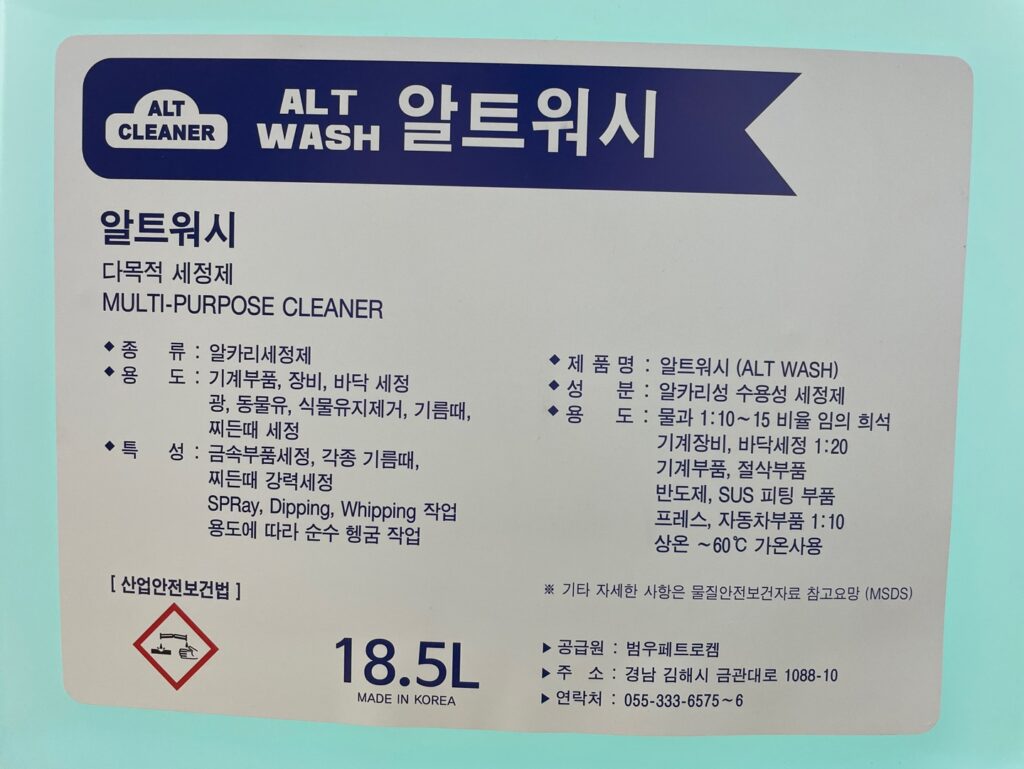 ALT
CLEANER
ALT
WASH
알트워시
알트워시
다목적 세정제
MULTI-PURPOSE CLEANER
◆ 종 류 : 알카리세정제
◆ 용 도 : 기계부품, 장비, 바닥 세정
광, 동물유, 식물유지제거, 기름때,
찌든때 세정
◆ 특 성 : 금속부품세정, 각종 기름때,
찌든때 강력세정
SPRay, Dipping, Whipping 작업
용도에 따라 순수 헹굼 작업
◆ 제 품 명 : 알트워시 (ALT WASH)
◆ 성 분 : 알카리성 수용성 세정제
◆ 용 도 : 물과 1:10~15 비율 임의 희석
기계장비, 바닥세정 1:20
기계부품, 절삭부품
반도제, SUS 피팅 부품
프레스, 자동차부품 1:10
상온 ~60℃ 가온사용
[ 산업안전보건법 ]
18.5L
MADE IN KOREA
※ 기타 자세한 사항은 물질안전보건자료 참고요망 (MSDS)
▶ 공급원 : 범우페트로켐
▶ 주 소 : 경남 김해시 금관대로 1088-10
▶ 연락처 : 055-333-6575~6